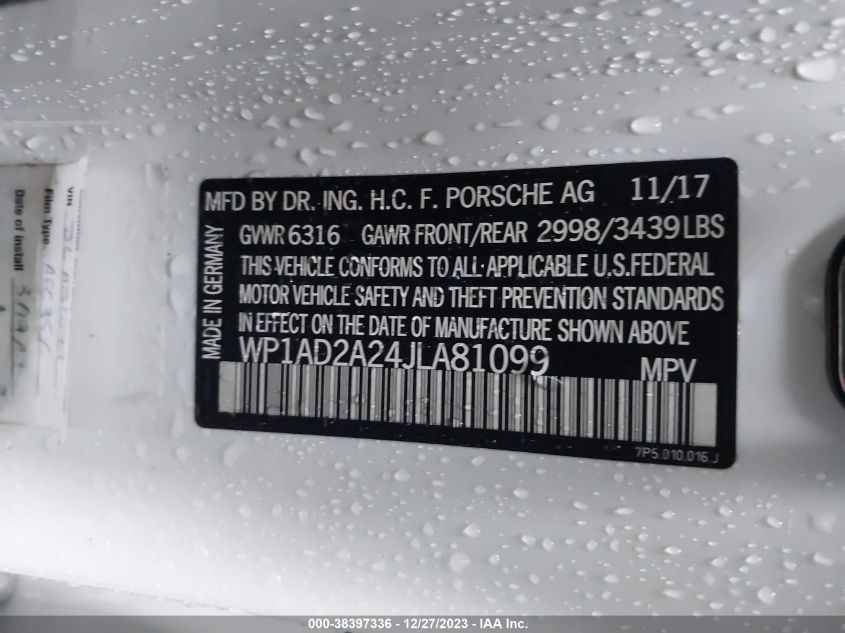 MFD BY DR. ING. H.C. F. PORSCHE AG 11/17
GVWR 6316 GAWR FRONT/REAR 2998/3439 LBS
THIS VEHICLE CONFORMS TO ALL APPLICABLE U.S. FEDERAL
MOTOR VEHICLE SAFETY AND THEFT PREVENTION STANDARDS
IN EFFECT ON THE DATE OF MANUFACTURE SHOWN ABOVE
WP1AD2A24JLA81099 MPV
7P5.010.016 J
MADE IN GERMANY
VIN
Film Type
Date of install
000-38397336 - 12/27/2023 - IAA Inc.